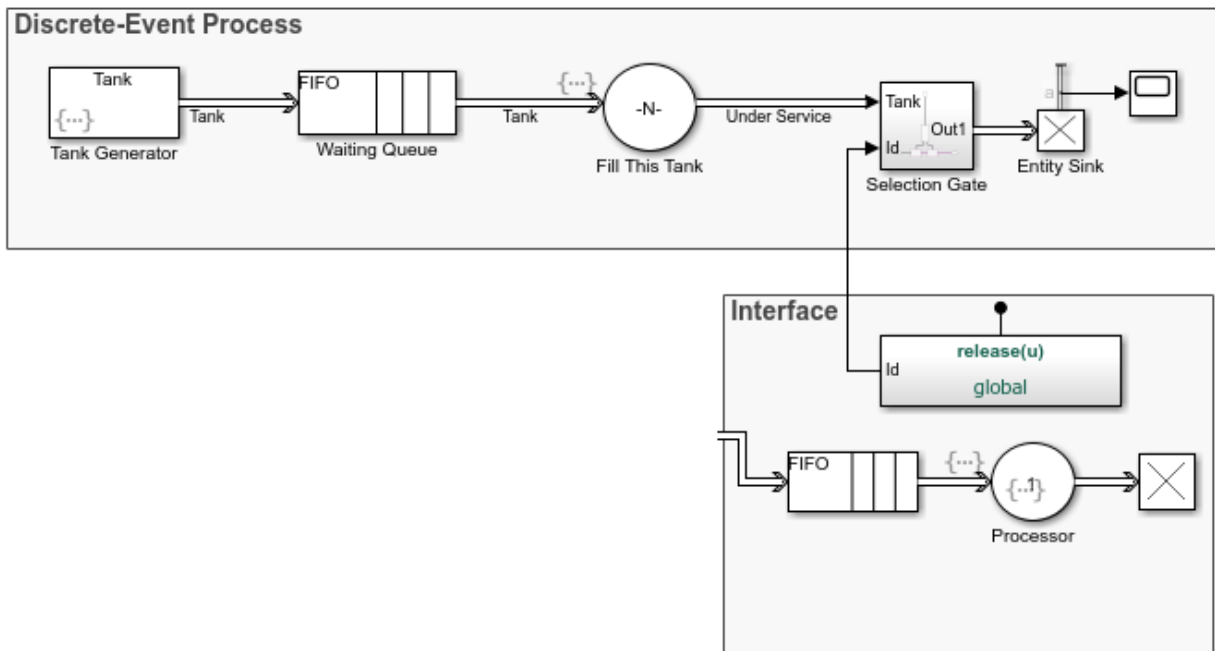 Discrete-Event Process
Tank
{...}
Tank Generator
Tank
FIFO
Waiting Queue
Tank
{...}
-N-
Fill This Tank
Under Service
Tank
Id
Out1
Selection Gate
a
Entity Sink
Interface
release(u)
Id
global
FIFO
{...}
{..1}
Processor